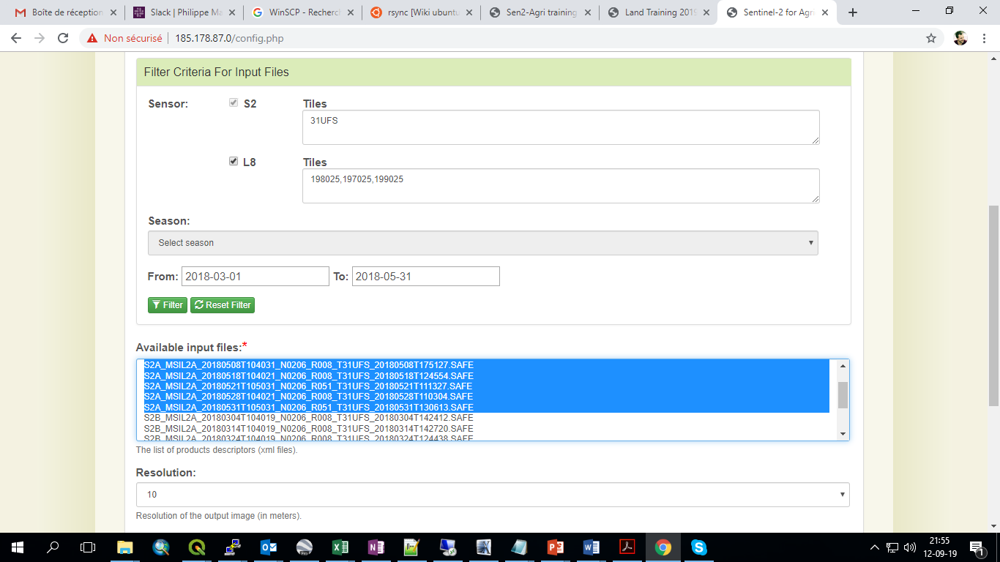 Boîte de réception
Slack | Philippe Ma
WinSCP - Recherc
rsync [Wiki ubuntu
Sen2-Agri training
Land Training 2019
Sentinel-2 for Agri
Non sécurisé
185.178.87.0/config.php
Filter Criteria For Input Files
Sensor:
S2
Tiles
31UFS
L8
Tiles
198025,197025,199025
Season:
Select season
From: 2018-03-01 To: 2018-05-31
Filter
Reset Filter
Available input files:*
S2A_MSIL2A_20180508T104031_N0206_R008_T31UFS_20180508T175127.SAFE
S2A_MSIL2A_20180518T104021_N0206_R008_T31UFS_20180518T124554.SAFE
S2A_MSIL2A_20180521T105031_N0206_R051_T31UFS_20180521T111327.SAFE
S2A_MSIL2A_20180528T104021_N0206_R008_T31UFS_20180528T110304.SAFE
S2A_MSIL2A_20180531T105031_N0206_R051_T31UFS_20180531T130613.SAFE
S2B_MSIL2A_20180304T104019_N0206_R008_T31UFS_20180304T142412.SAFE
S2B_MSIL2A_20180314T104019_N0206_R008_T31UFS_20180314T142720.SAFE
S2B_MSIL2A_20180324T104019_N0206_R008_T31UFS_20180324T124438.SAFE
The list of products descriptors (xml files).
Resolution:
10
Resolution of the output image (in meters).
21:55
12-09-19
1